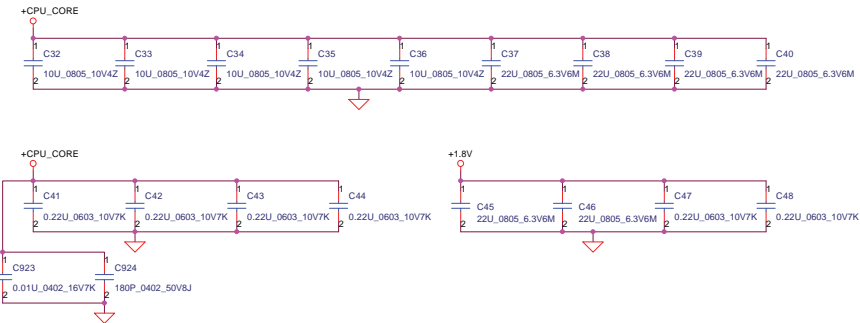 +CPU_CORE
1 1 1 1 1 1 1 1 1
C32 C33 C34 C35 C36 C37 C38 C39 C40
10U_0805_10V4Z 10U_0805_10V4Z 10U_0805_10V4Z 10U_0805_10V4Z 10U_0805_10V4Z 22U_0805_6.3V6M 22U_0805_6.3V6M 22U_0805_6.3V6M 22U_0805_6.3V6M
2 2 2 2 2 2 2 2 2
+CPU_CORE +1.8V
1 1 1 1 1 1 1 1
C41 C42 C43 C44 C45 C46 C47 C48
0.22U_0603_10V7K 0.22U_0603_10V7K 0.22U_0603_10V7K 0.22U_0603_10V7K 22U_0805_6.3V6M 22U_0805_6.3V6M 0.22U_0603_10V7K 0.22U_0603_10V7K
2 2 2 2 2 2 2 2
1 1
C923 C924
0.01U_0402_16V7K 180P_0402_50V8J
2 2